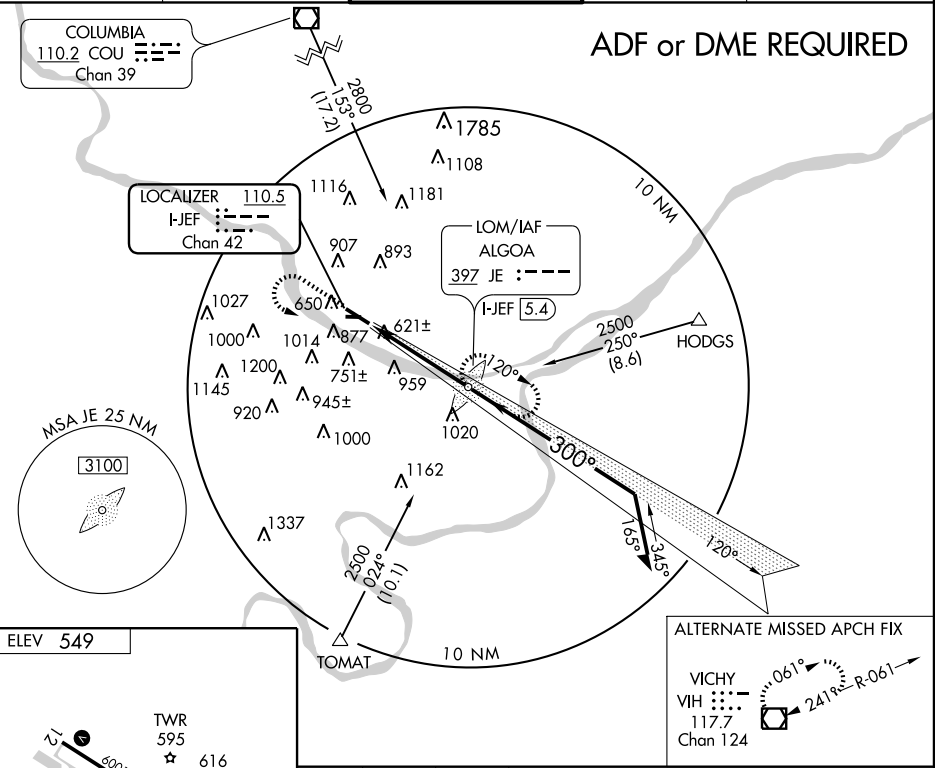 COLUMBIA
110.2 COU
Chan 39
ADF or DME REQUIRED
2800
153°
(17.2)
1785
1108
10 NM
1116
1181
LOCALIZER 110.5
I-JEF
Chan 42
LOM/IAF
ALGOA
397 JE
I-JEF 5.4
907
893
1027
650
621±
2500
250°
(8.6)
HODGS
1000
1014
877
1200
751±
959
120°
1145
920
945±
1020
1000
300°
MSA JE 25 NM
3100
1162
1337
165°
345°
120°
2500
024°
(10.1)
TOMAT
10 NM
ELEV 549
TWR
595
616
12
V
ALTERNATE MISSED APCH FIX
VICHY
VIH
117.7
Chan 124
061°
241°
R-061